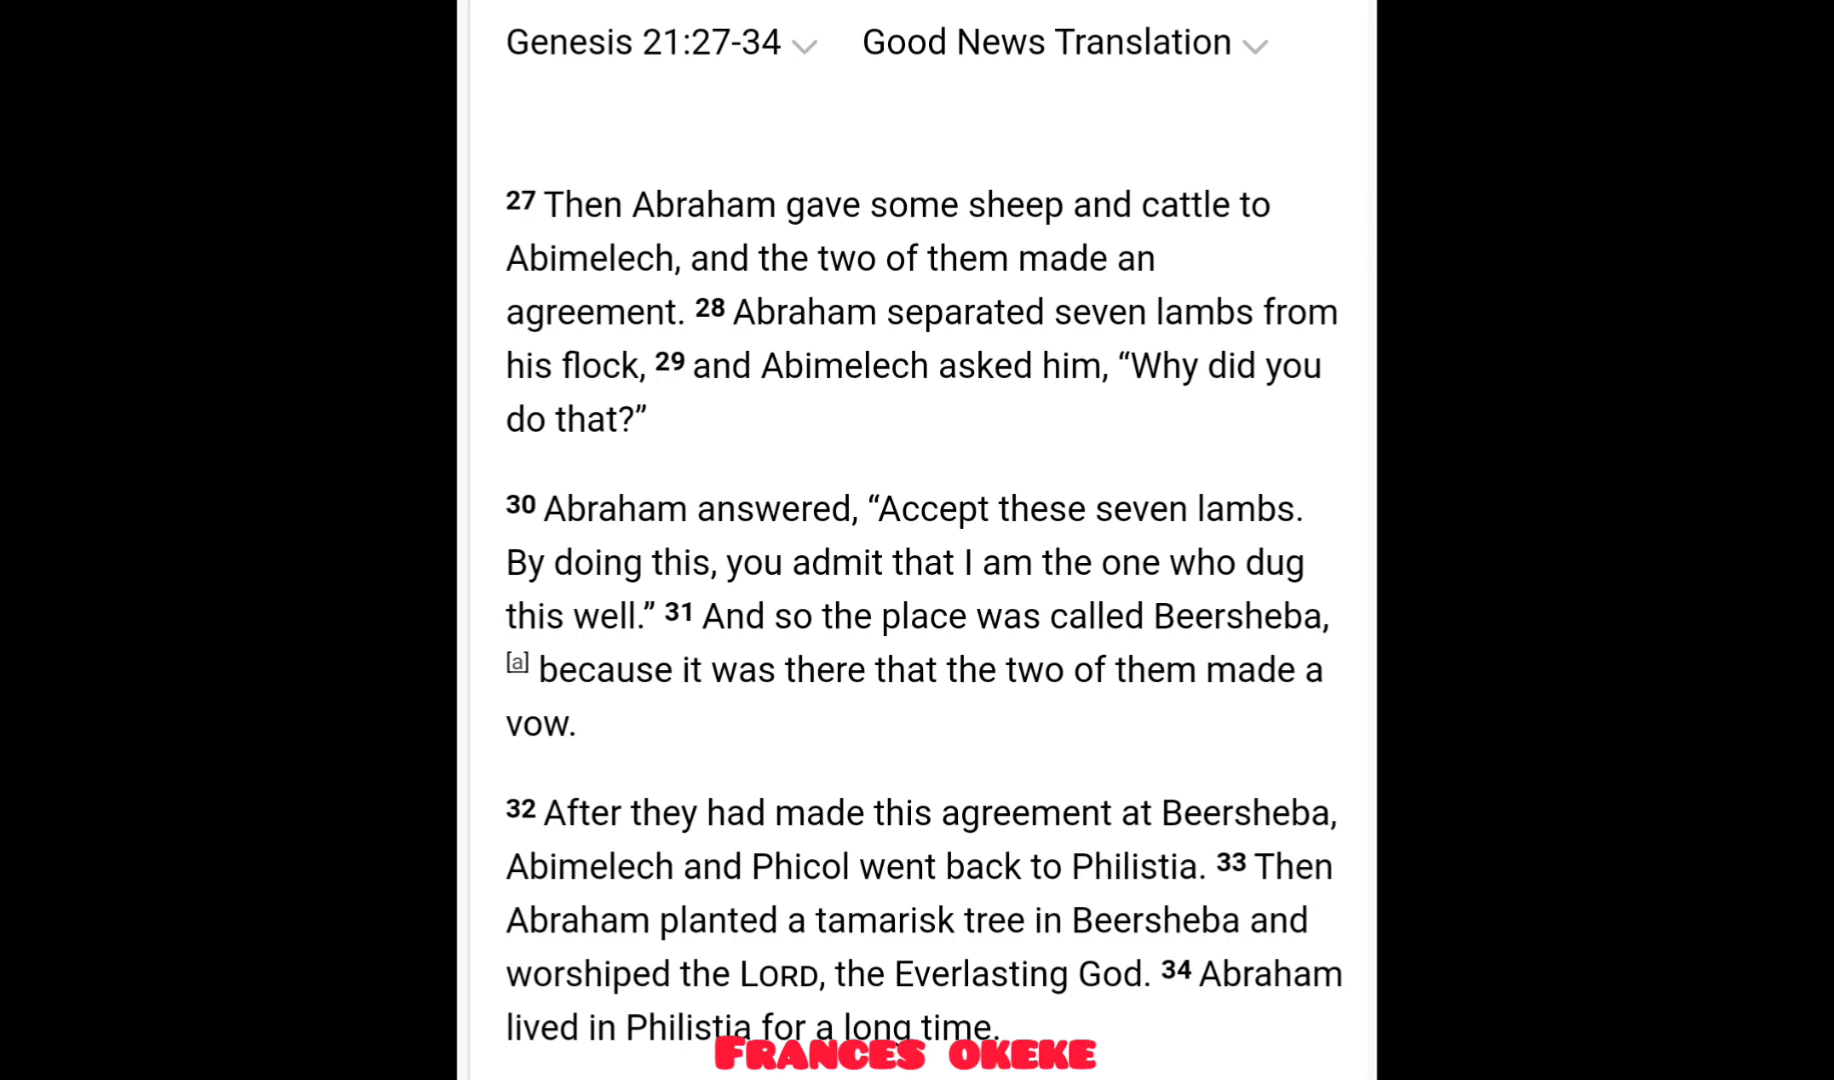 Genesis 21:27-34 Good News Translation
27 Then Abraham gave some sheep and cattle to
Abimelech, and the two of them made an
agreement. 28 Abraham separated seven lambs from
his flock, 29 and Abimelech asked him, “Why did you
do that?”
30 Abraham answered, “Accept these seven lambs.
By doing this, you admit that I am the one who dug
this well.” 31 And so the place was called Beersheba,
[a] because it was there that the two of them made a
vow.
32 After they had made this agreement at Beersheba,
Abimelech and Phicol went back to Philistia. 33 Then
Abraham planted a tamarisk tree in Beersheba and
worshiped the LORD, the Everlasting God. 34 Abraham
lived in Philistia for a long time.
FRANCES OKEKE